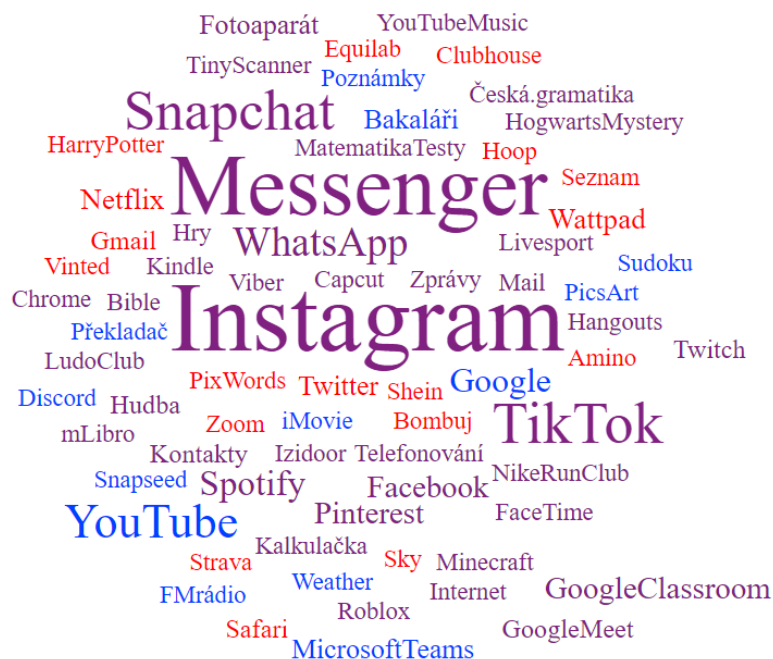 Fotoaparát YouTubeMusic
TinyScanner Equilab Clubhouse
Poznámky
Snapchat Bakaláři Česká.gramatika
HogwartsMystery
HarryPotter MatematikaTesty Hoop
Netflix Messenger Seznam
Wattpad
Gmail Hry WhatsApp Livesport
Vinted Kindle Viber Capcut Zprávy Mail Sudoku
Chrome Bible Instagram PicsArt
Překladač Hangouts
LudoClub Amino Twitch
Discord Hudba PixWords Twitter Shein Google
mLibro Zoom iMovie Bombuj TikTok
Kontakty Izidoor Telefonování
Snapseed Spotify Facebook NikeRunClub
YouTube Pinterest FaceTime
Kalkulačka
Strava Sky Minecraft
FMrádio Weather Internet GoogleClassroom
Roblox
Safari MicrosoftTeams GoogleMeet